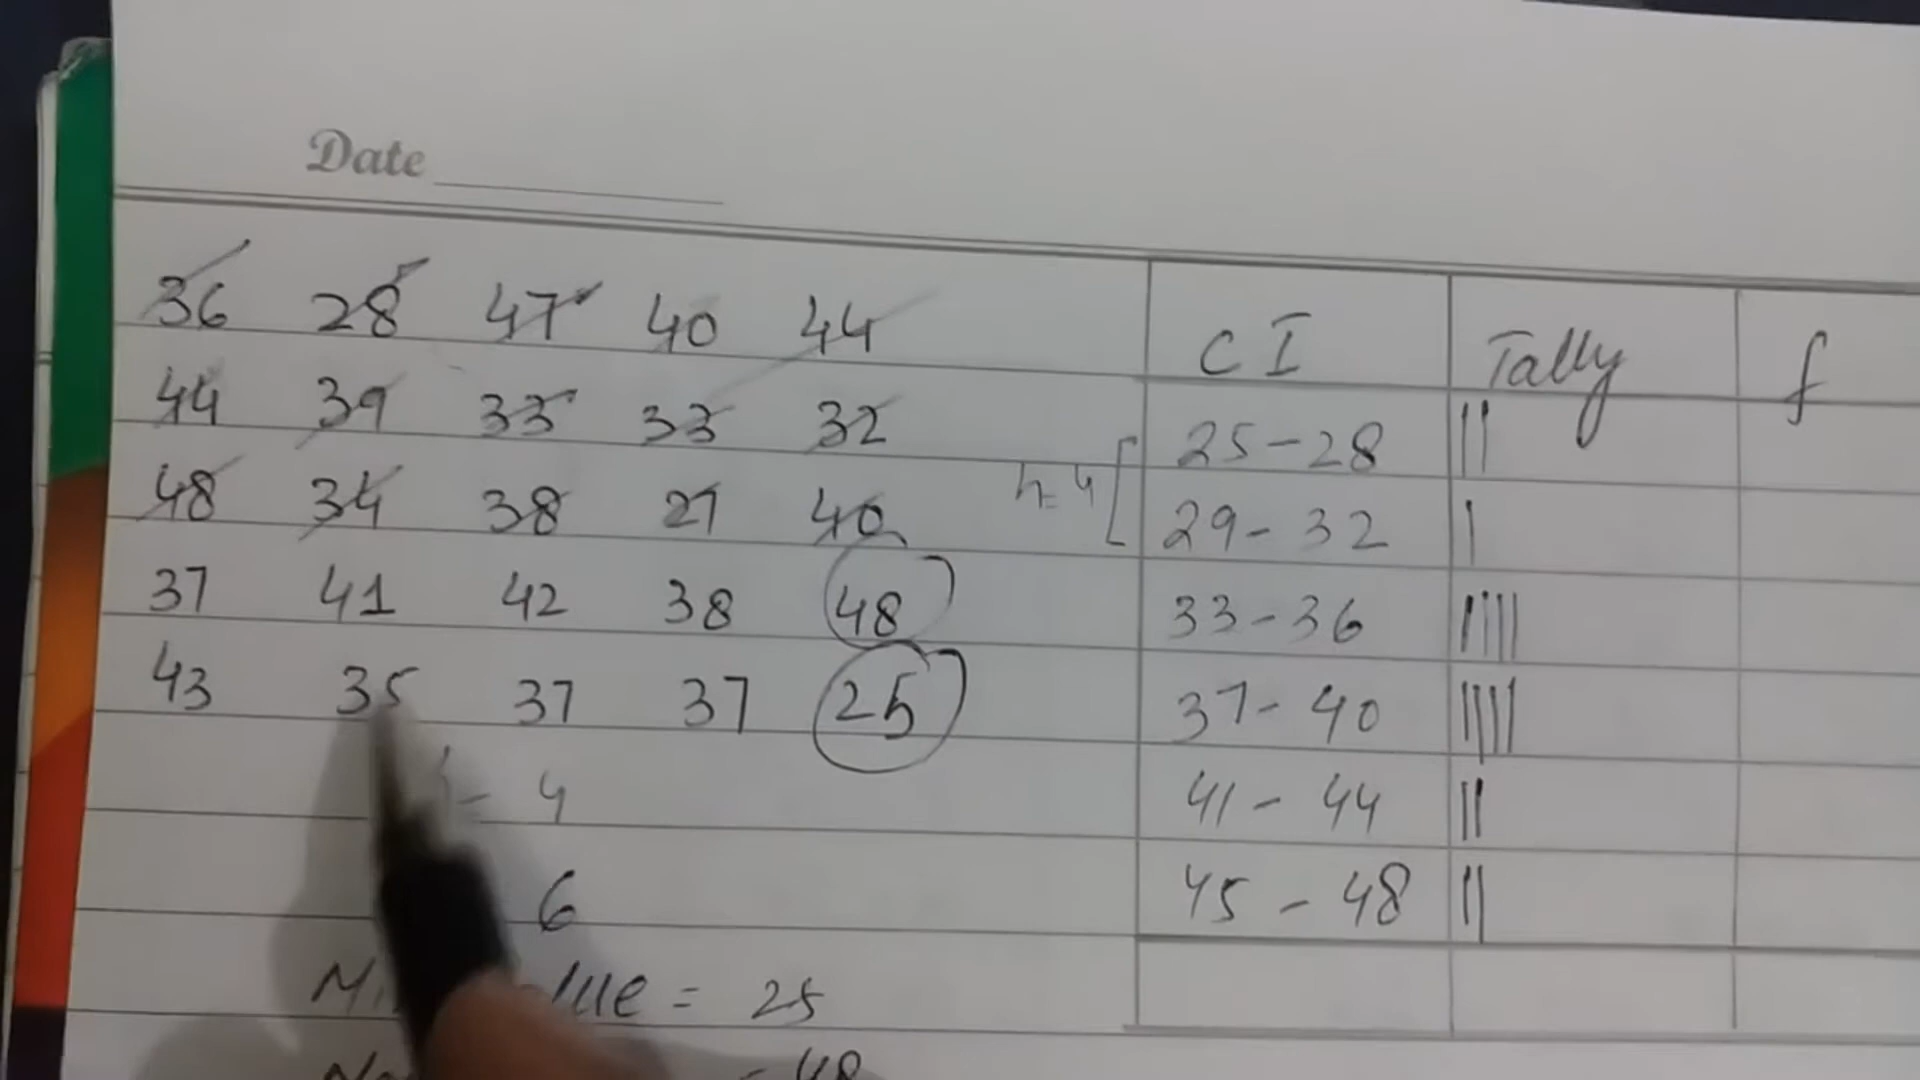 Date
36 28 47 40 44
44 39 33 33 32
48 34 38 27 40
37 41 42 38 48
43 35 37 37 25
- 4
6
= 25
= 48
C I Tally f
25-28 ||
h=4
29-32 |
33-36 ||||
37-40 ||||
41-44 ||
45-48 ||